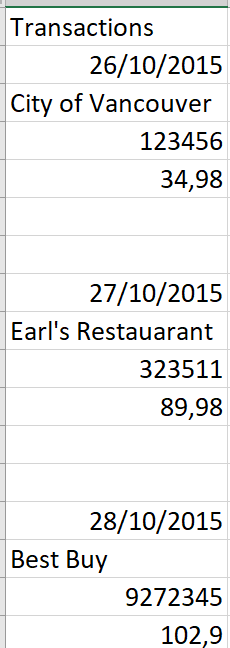 Transactions
26/10/2015
City of Vancouver
123456
34,98
27/10/2015
Earl's Restauarant
323511
89,98
28/10/2015
Best Buy
9272345
102,9